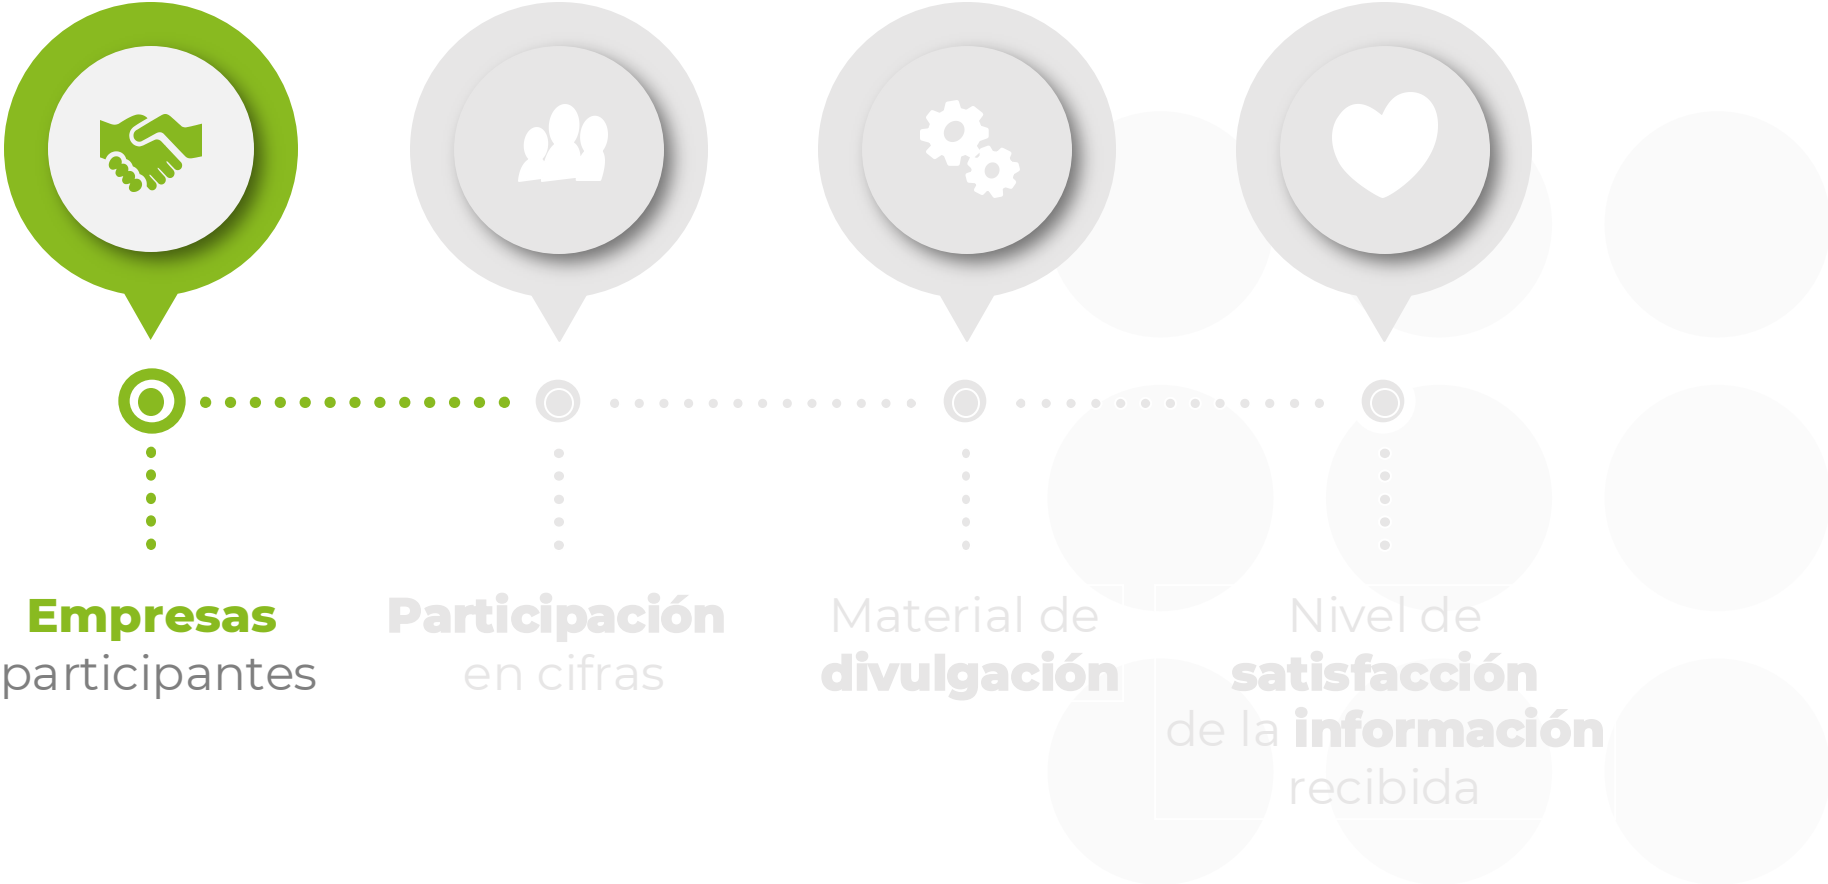 Empresas
participantes
Participación
en cifras
Material de
divulgación
Nivel de
satisfacción
de la información
recibida